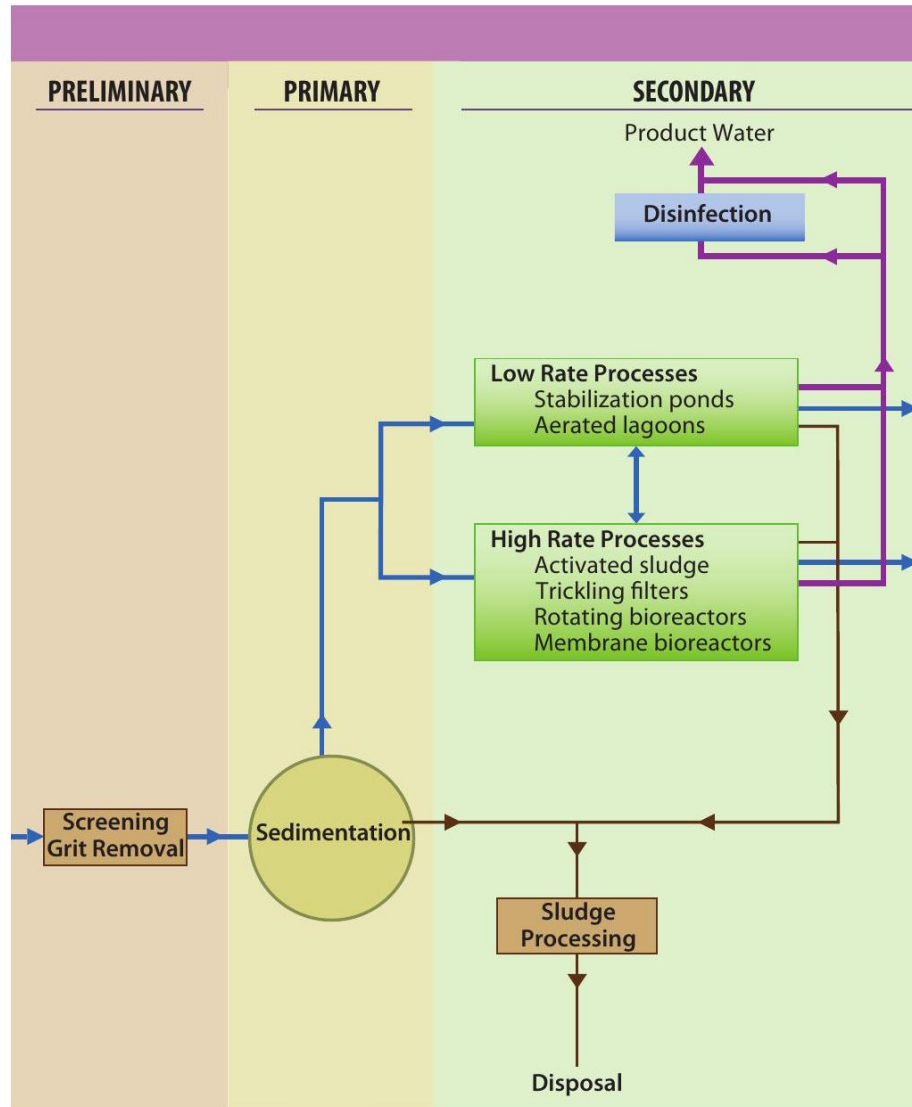 PRELIMINARY
PRIMARY
SECONDARY
Product Water
Disinfection
Low Rate Processes
Stabilization ponds
Aerated lagoons
High Rate Processes
Activated sludge
Trickling filters
Rotating bioreactors
Membrane bioreactors
Screening
Grit Removal
Sedimentation
Sludge
Processing
Disposal